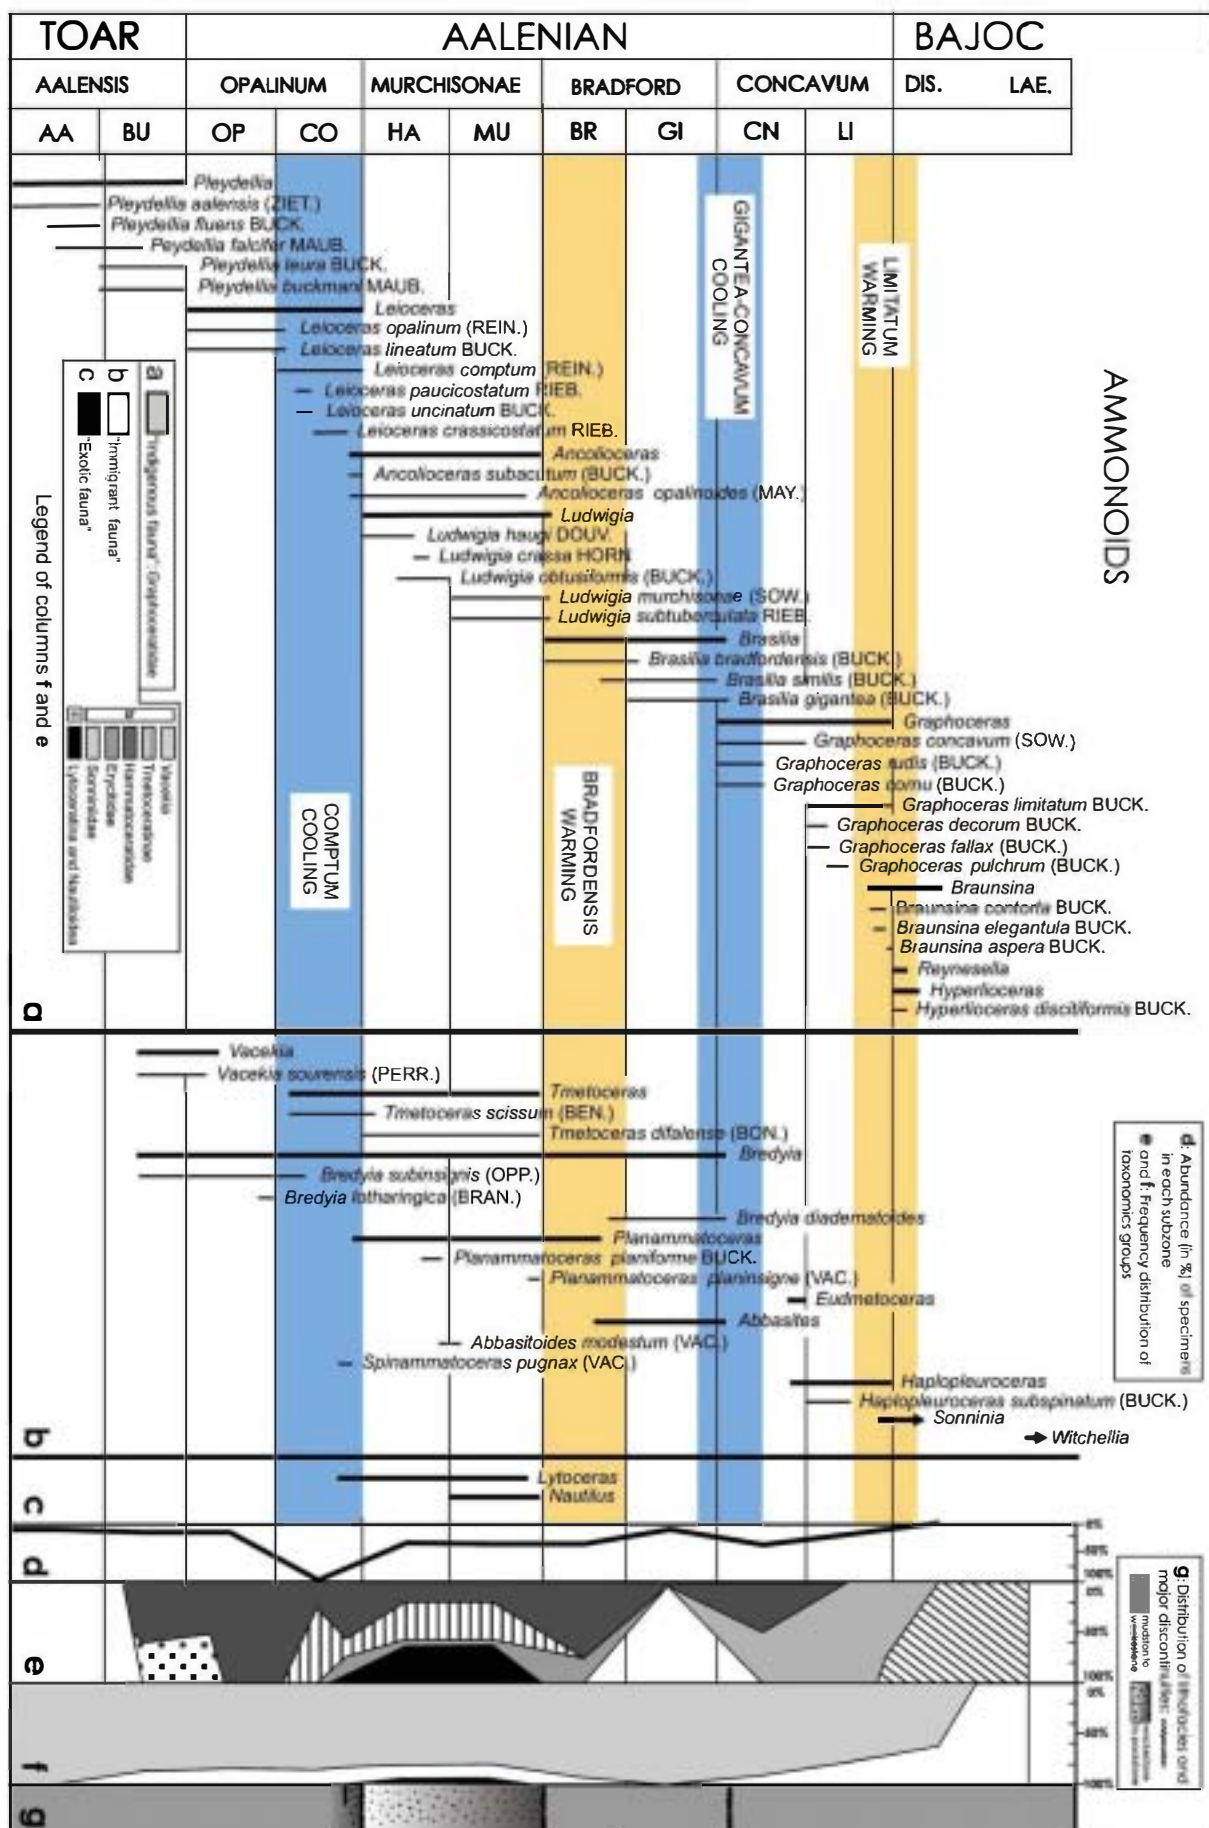 TOAR AALENIAN BAJOC
AALENSIS OPALINUM MURCHISONAE BRADFORD CONCAVUM DIS. LAE.
AA BU OP CO HA MU BR GI CN LI
AMMONOIDS
Pleydellia
Pleydellia aalensis (ZIET.)
Pleydellia fluens BUCK.
Peydellia falcifer MAUB.
Pleydellia leura BUCK.
Pleydellia buckmani MAUB.
Leioceras
Leioceras opalinum (REIN.)
Leioceras lineatum BUCK.
Leioceras comptum (REIN.)
Leioceras paucicostatum RIEB.
Leioceras uncinatum BUCK.
Leioceras crassicostatum RIEB.
Ancolioceras
Ancolioceras subacutum (BUCK.)
Ancolioceras opalinoides (MAY.)
Ludwigia
Ludwigia haugi DOUV.
Ludwigia crassa HORN
Ludwigia obtusiformis (BUCK.)
Ludwigia murchisonae (SOW.)
Ludwigia subtuberculata RIEB.
Brasilia
Brasilia bradfordensis (BUCK.)
Brasilia similis (BUCK.)
Brasilia gigantea (BUCK.)
Graphoceras
Graphoceras concavum (SOW.)
Graphoceras rudis (BUCK.)
Graphoceras cornu (BUCK.)
Graphoceras limitatum BUCK.
Graphoceras decorum BUCK.
Graphoceras fallax (BUCK.)
Graphoceras pulchrum (BUCK.)
Braunsina
Braunsina contorta BUCK.
Braunsina elegantula BUCK.
Braunsina aspera BUCK.
Reynesella
Hyperlioceras
Hyperlioceras discitiformis BUCK.
COMPTUM
COOLING
BRADFORDENSIS
WARMING
GIGANTEA-CONCAVUM
COOLING
LIMITATUM
WARMING
a "Indigenous fauna": Graphoceratidae
b "Immigrant fauna"
c "Exotic fauna"
B
Vacekia
Tmetoceratinae
Hammatoceratidae
Erycitidae
Sonniniidae
Lytoceratina and Nautiloidea
Legend of columns f and e
a
Vacekia
Vacekia sourensis (PERR.)
Tmetoceras
Tmetoceras scissum (BEN.)
Tmetoceras difalense (BON.)
Bredyia
Bredyia subinsignis (OPP.)
Bredyia lotharingica (BRAN.)
Bredyia diadematoides
Planammatoceras
Planammatoceras planiforme BUCK.
Planammatoceras planinsigne (VAC.)
Eudmetoceras
Abbasites
Abbasitoides modestum (VAC.)
Spinammatoceras pugnax (VAC.)
Haplopleuroceras
Haplopleuroceras subspinatum (BUCK.)
Sonninia
Witchellia
b
Lytoceras
Nautilus
c
d
0%
50%
100%
e
0%
50%
100%
f
0%
50%
100%
g
d: Abundance (in %) of specimens
in each subzone
e and f: Frequency distribution of
taxonomics groups
g: Distribution of lithofacies and
major discontinuities:
mudston to
wackestone